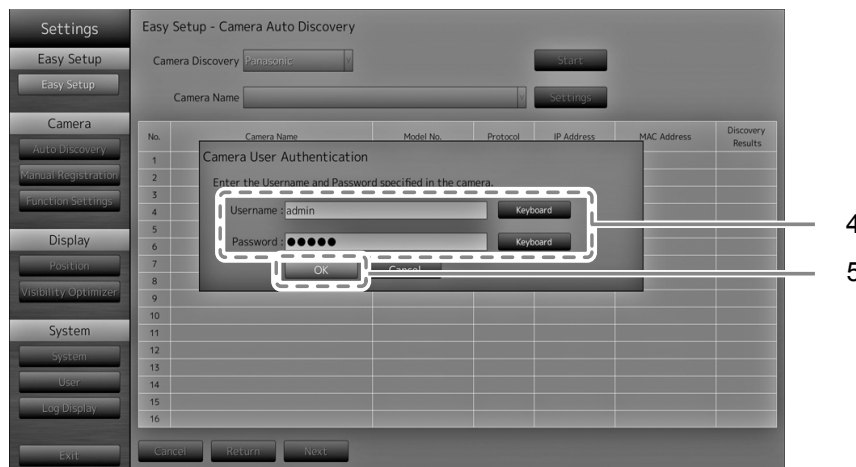 Settings
Easy Setup
Easy Setup
Camera
Auto Discovery
Manual Registration
Function Settings
Display
Position
Visibility Optimizer
System
System
User
Log Display
Exit
Easy Setup - Camera Auto Discovery
Camera Discovery Panasonic Start
Camera Name Settings
No. Camera Name Model No. Protocol IP Address MAC Address Discovery Results
1
2
3
4
5
6
7
8
9
10
11
12
13
14
15
16
Camera User Authentication
Enter the Username and Password specified in the camera.
Username : admin Keyboard
Password : ●●●●● Keyboard
OK Cancel
4
5
Cancel Return Next